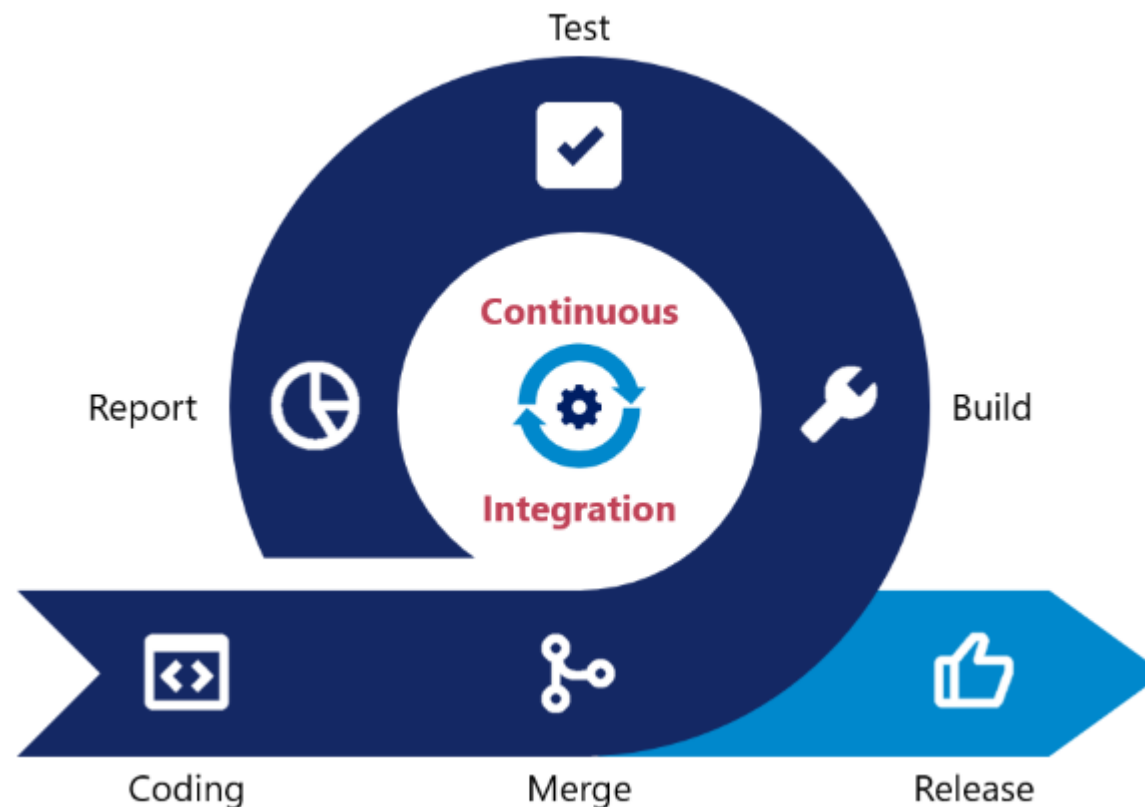 Test
Continuous
Report
Build
Integration
Coding
Merge
Release